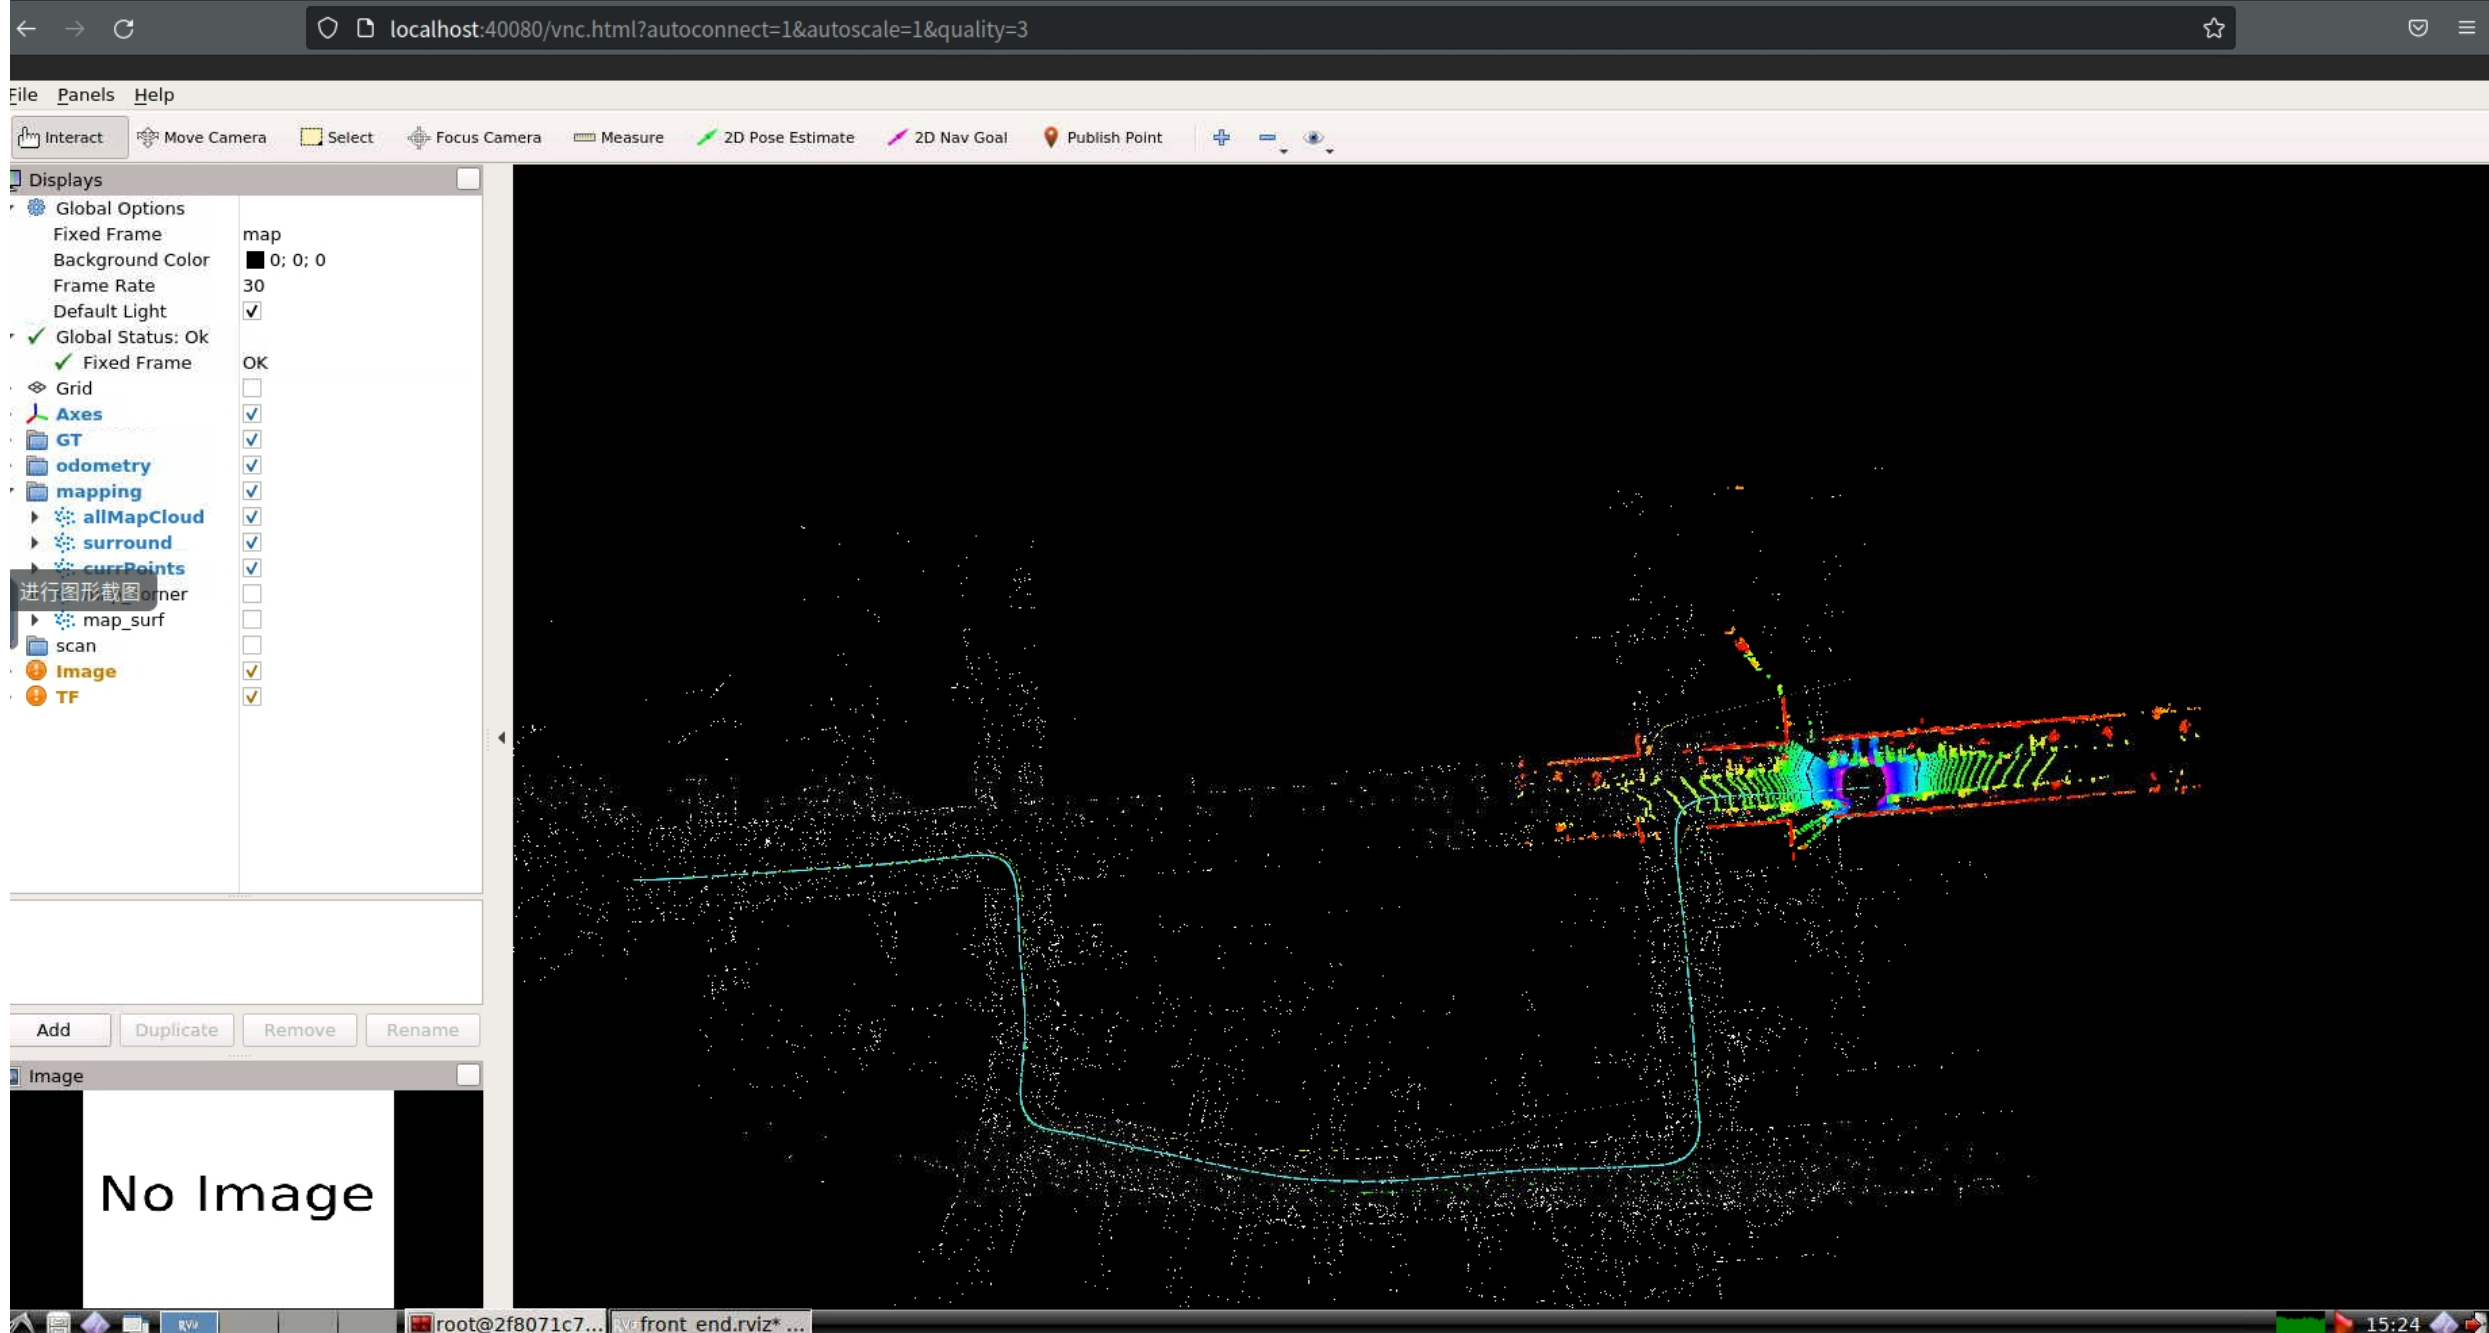 localhost:40080/vnc.html?autoconnect=1&autoscale=1&quality=3
File Panels Help
Interact Move Camera Select Focus Camera Measure 2D Pose Estimate 2D Nav Goal Publish Point
Displays
Global Options
Fixed Frame map
Background Color 0; 0; 0
Frame Rate 30
Default Light
Global Status: Ok
Fixed Frame OK
Grid
Axes
GT
odometry
mapping
allMapCloud
surround
currPoints
进行图形截图 orner
map_surf
scan
Image
TF
Add Duplicate Remove Rename
Image
No Image
RViz root@2f8071c7... front_end.rviz* ... 15:24